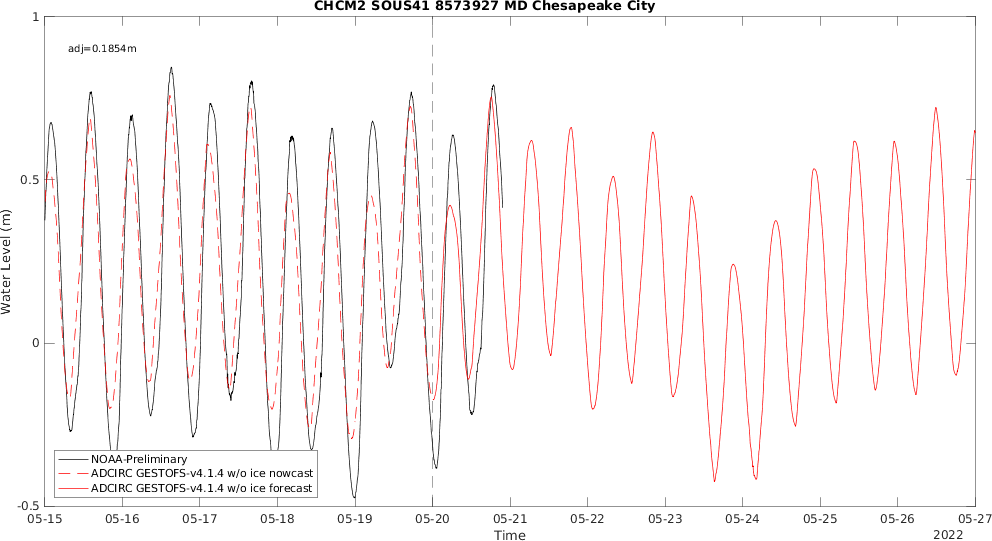 CHCM2 SOUS41 8573927 MD Chesapeake City
adj=0.1854m
1
0.5
0
-0.5
Water Level (m)
NOAA-Preliminary
ADCIRC GESTOFS-v4.1.4 w/o ice nowcast
ADCIRC GESTOFS-v4.1.4 w/o ice forecast
05-15 05-16 05-17 05-18 05-19 05-20 05-21 05-22 05-23 05-24 05-25 05-26 05-27
Time
2022